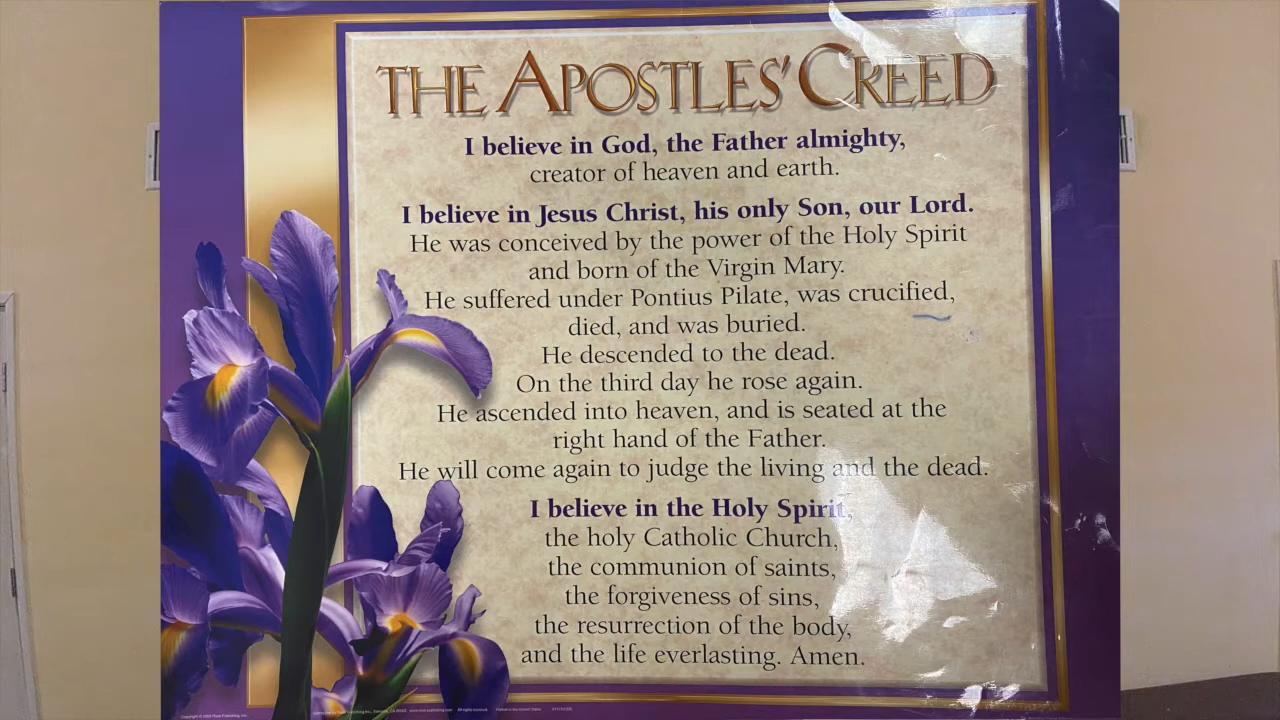 THE APOSTLES' CREED
I believe in God, the Father almighty,
creator of heaven and earth.
I believe in Jesus Christ, his only Son, our Lord.
He was conceived by the power of the Holy Spirit
and born of the Virgin Mary.
He suffered under Pontius Pilate, was crucified,
died, and was buried.
He descended to the dead.
On the third day he rose again.
He ascended into heaven, and is seated at the
right hand of the Father.
He will come again to judge the living and the dead.
I believe in the Holy Spirit,
the holy Catholic Church,
the communion of saints,
the forgiveness of sins,
the resurrection of the body,
and the life everlasting. Amen.